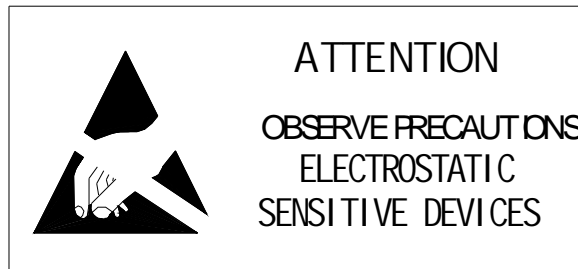 ATTENTION
OBSERVE PRECAUTIONS
ELECTROSTATIC
SENSITIVE DEVICES